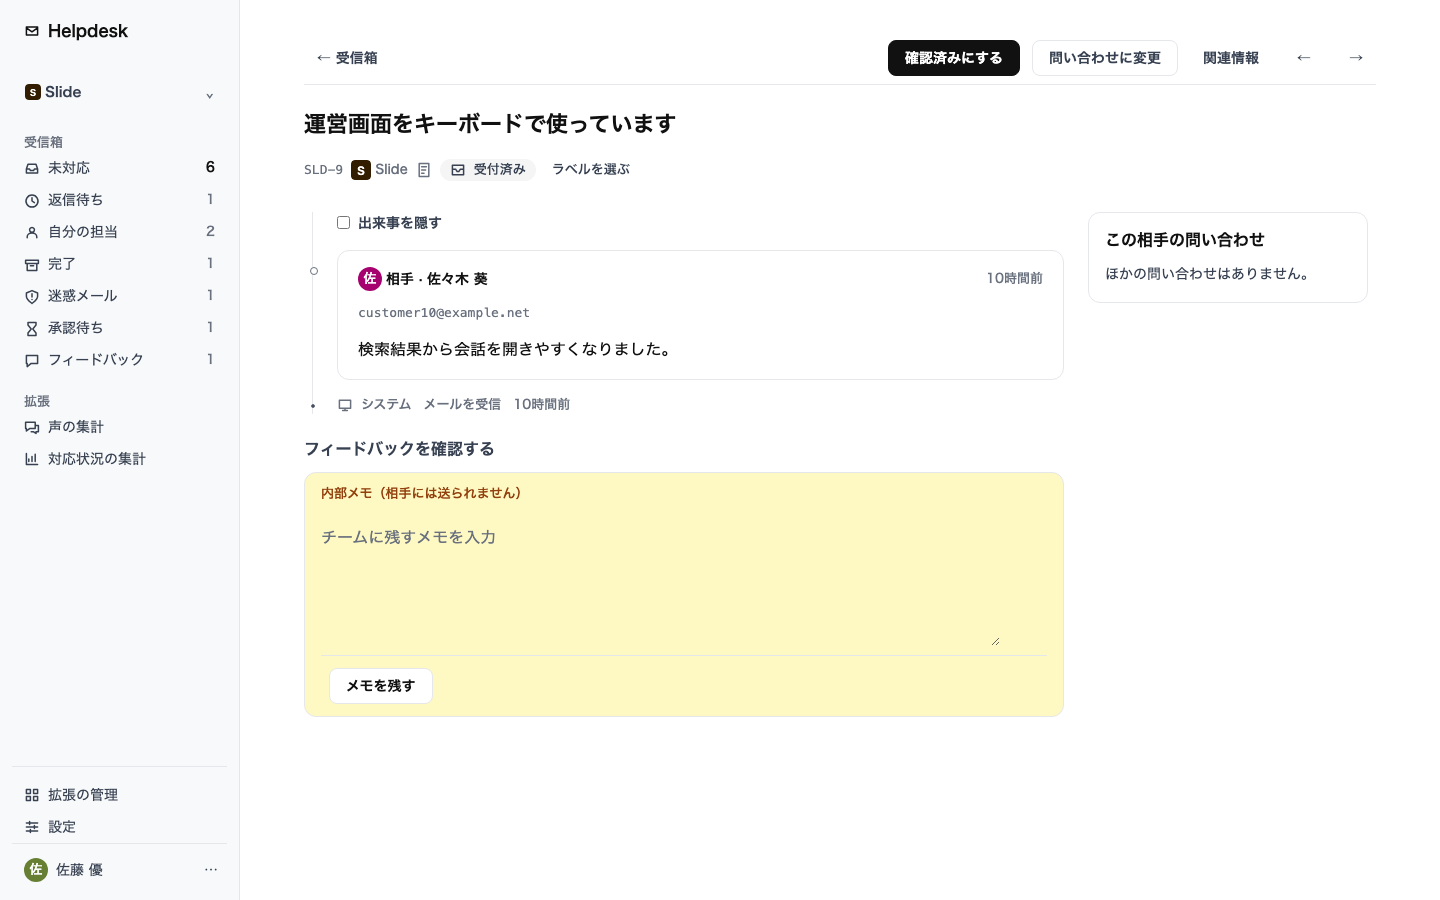 Helpdesk
S Slide
受信箱
未対応 6
返信待ち 1
自分の担当 2
完了 1
迷惑メール 1
承認待ち 1
フィードバック 1
拡張
声の集計
対応状況の集計
拡張の管理
設定
佐 佐藤 優 …
← 受信箱
確認済みにする 問い合わせに変更 関連情報 ← →
運営画面をキーボードで使っています
SLD-9 S Slide 受付済み ラベルを選ぶ
出来事を隠す
佐 相手 · 佐々木 葵 10時間前
customer10@example.net
検索結果から会話を開きやすくなりました。
システム メールを受信 10時間前
フィードバックを確認する
内部メモ（相手には送られません）
チームに残すメモを入力
メモを残す
この相手の問い合わせ
ほかの問い合わせはありません。